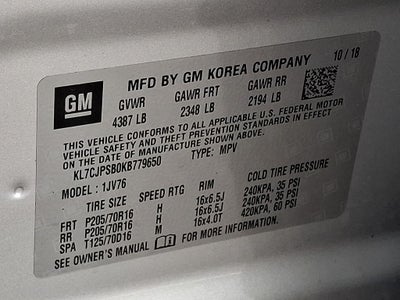 GM
MFD BY GM KOREA COMPANY
10 / 18
GVWR GAWR FRT GAWR RR
4387 LB 2348 LB 2194 LB
THIS VEHICLE CONFORMS TO ALL APPLICABLE U.S. FEDERAL MOTOR
VEHICLE SAFETY AND THEFT PREVENTION STANDARDS IN EFFECT
ON THE DATE OF MANUFACTURE SHOWN ABOVE.
KL7CJPSB0KB779650 TYPE: MPV
MODEL: 1JV76
TIRE SIZE SPEED RTG RIM COLD TIRE PRESSURE
FRT P205/70R16 H 16x6.5J 240KPA, 35 PSI
RR P205/70R16 H 16x6.5J 240KPA, 35 PSI
SPA T125/70D16 M 16x4.0T 420KPA, 60 PSI
SEE OWNER'S MANUAL FOR MORE INFORMATION.